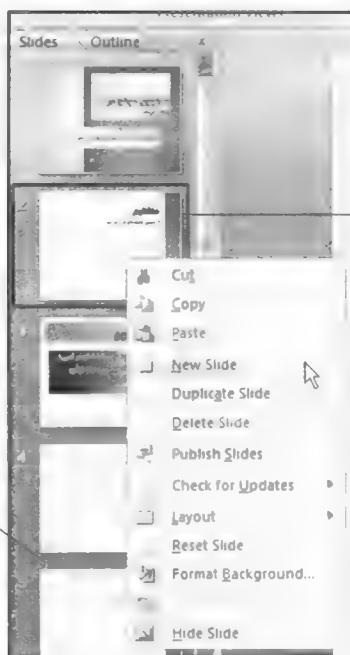 Slides Outline x
Cut
Copy
Paste
New Slide
Duplicate Slide
Delete Slide
Publish Slides
Check for Updates
Layout
Reset Slide
Format Background...
Hide Slide